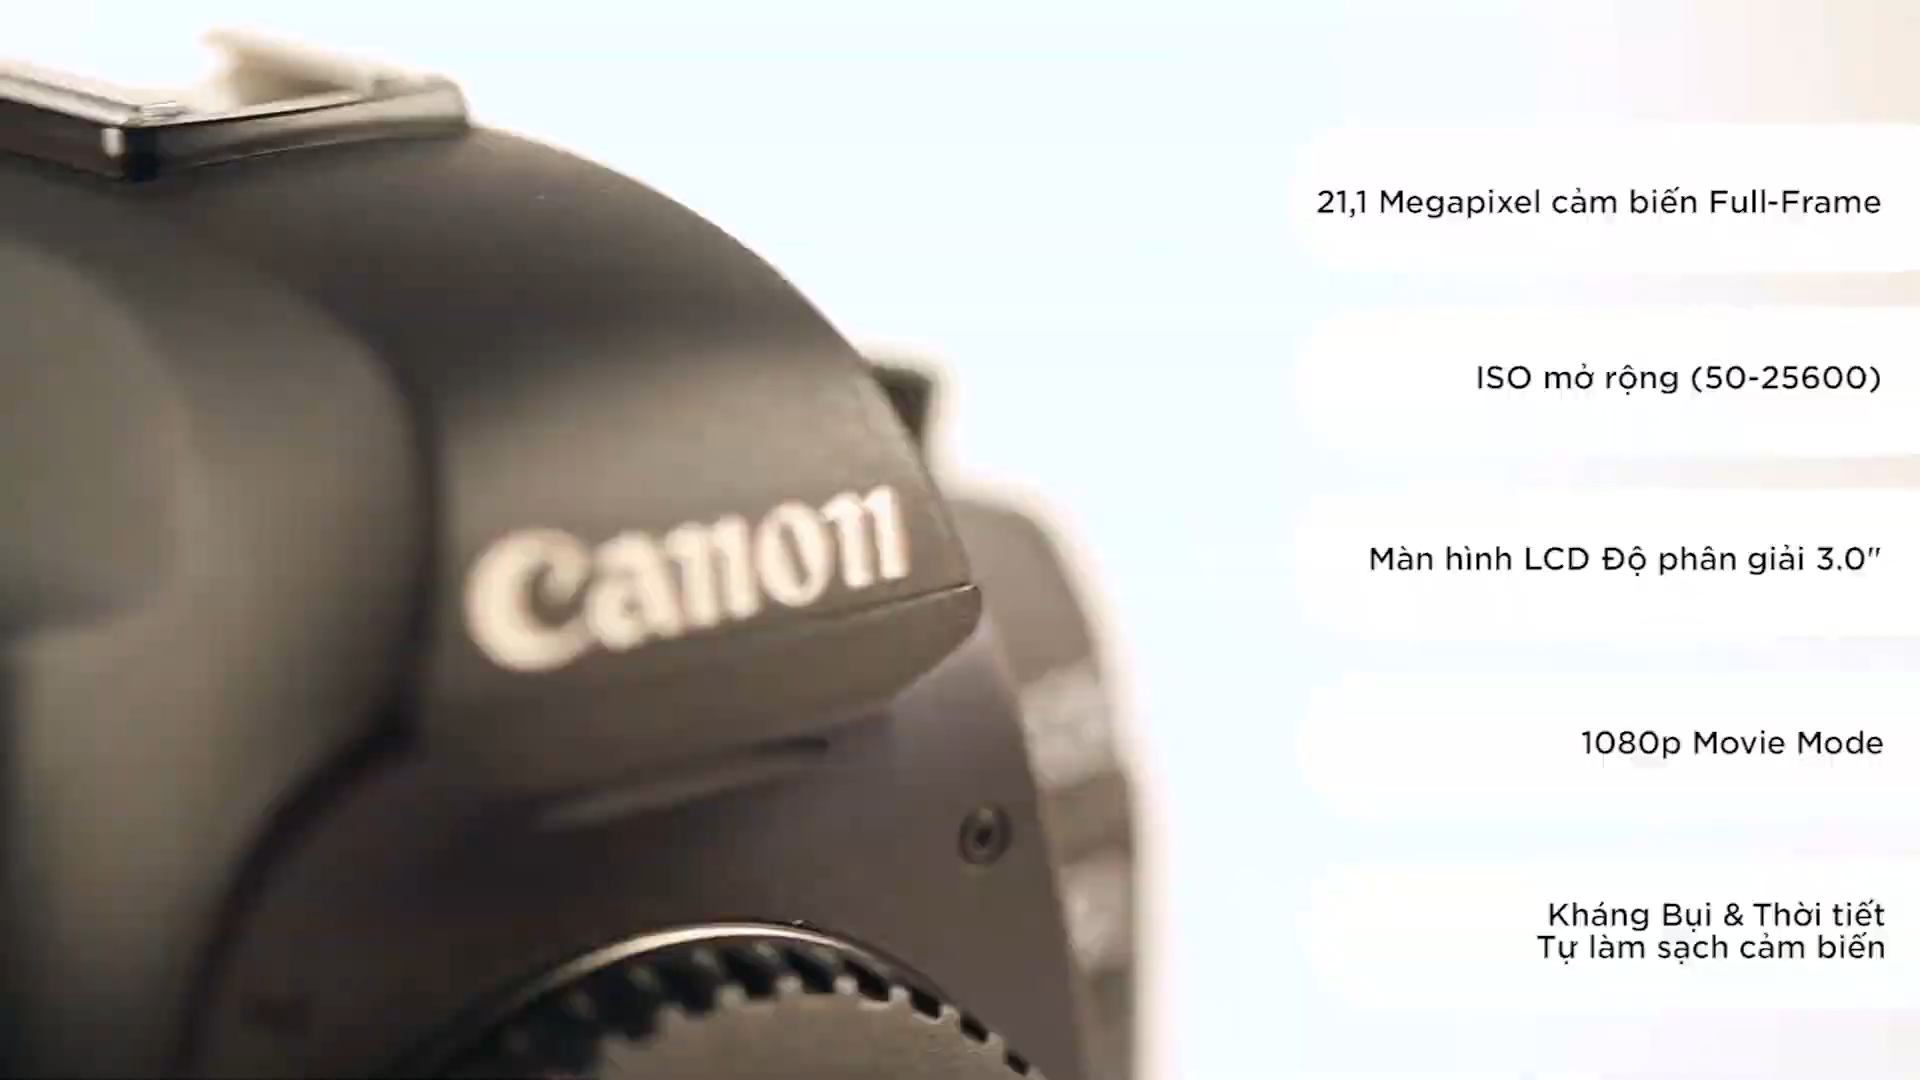 Canon
21,1 Megapixel cảm biến Full-Frame
ISO mở rộng (50-25600)
Màn hình LCD Độ phân giải 3.0"
1080p Movie Mode
Kháng Bụi & Thời tiết
Tự làm sạch cảm biến